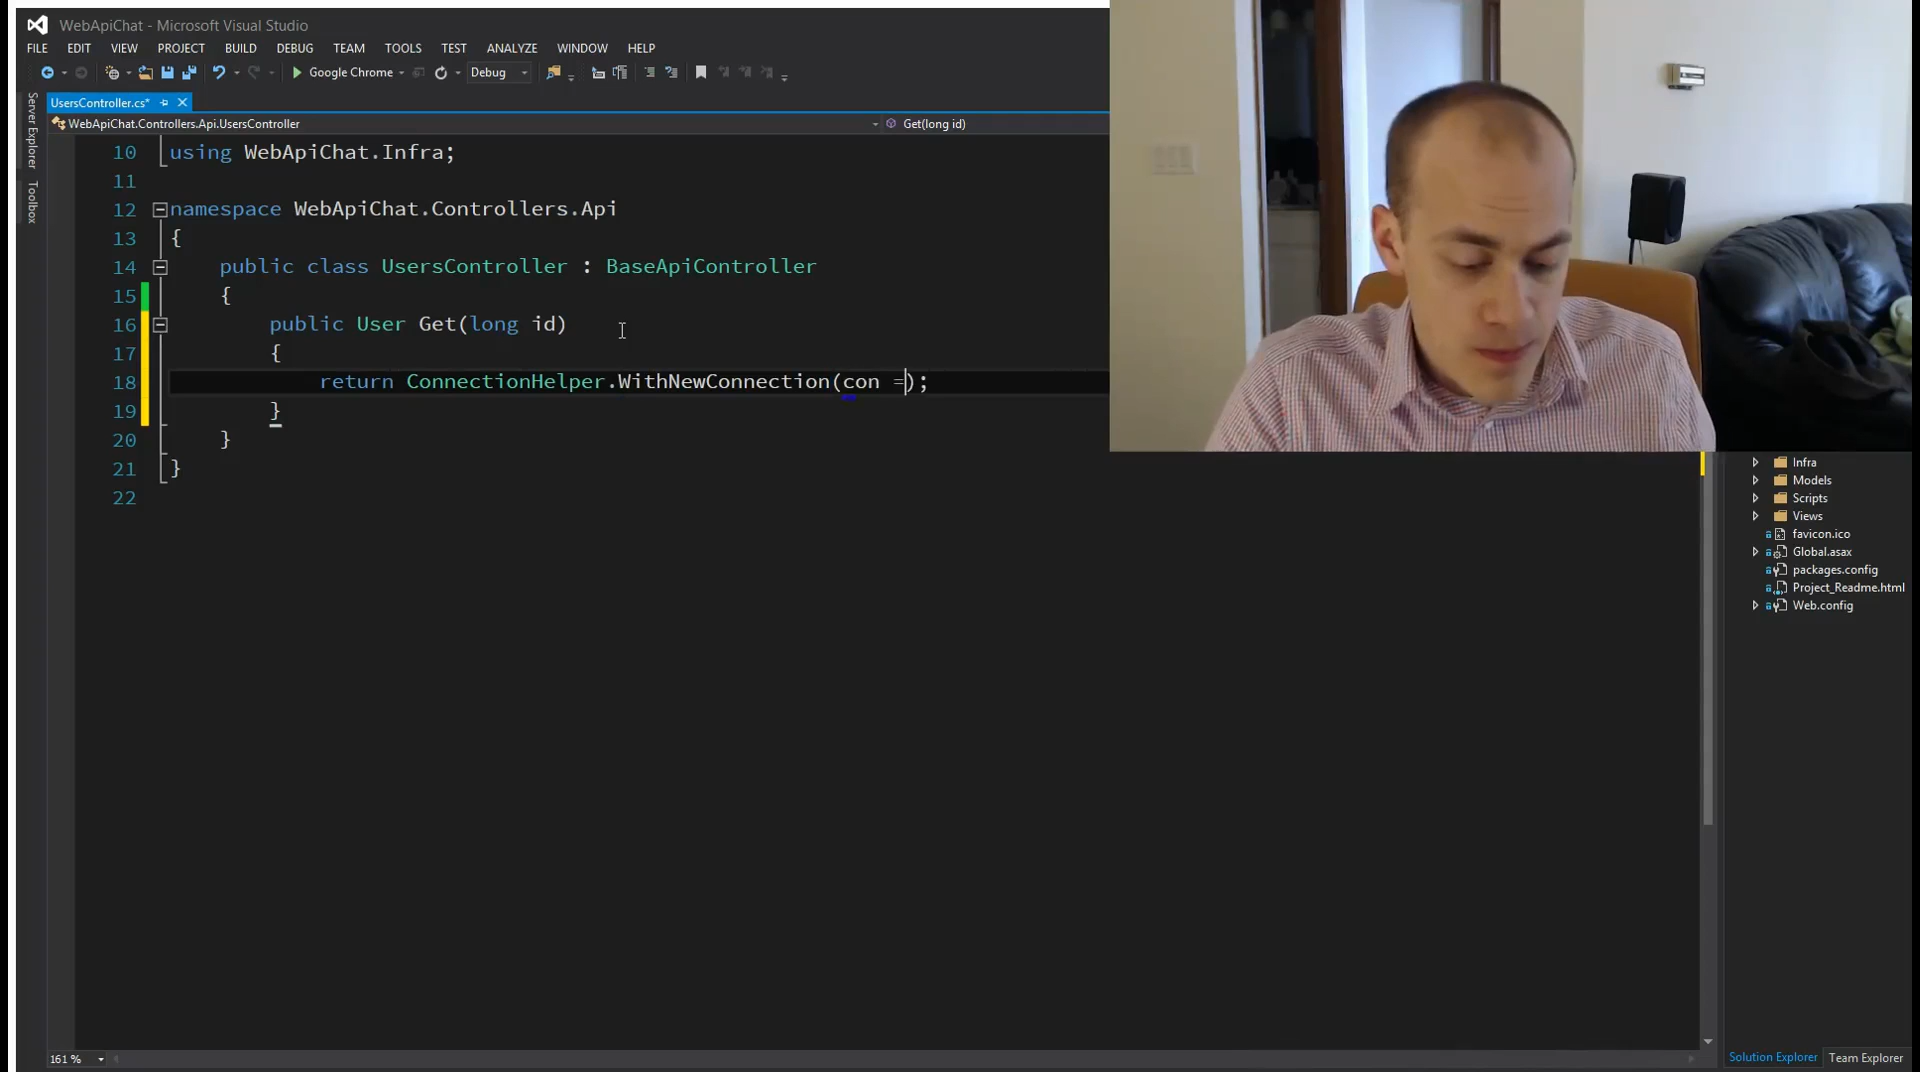 WebApiChat - Microsoft Visual Studio
FILE EDIT VIEW PROJECT BUILD DEBUG TEAM TOOLS TEST ANALYZE WINDOW HELP
Google Chrome Debug
Server Explorer
Toolbox
UsersController.cs*
WebApiChat.Controllers.Api.UsersController Get(long id)
10 using WebApiChat.Infra;
11
12 namespace WebApiChat.Controllers.Api
13 {
14 public class UsersController : BaseApiController
15 {
16 public User Get(long id)
17 {
18 return ConnectionHelper.WithNewConnection(con =);
19 }
20 }
21 }
22
Infra
Models
Scripts
Views
favicon.ico
Global.asax
packages.config
Project_Readme.html
Web.config
161 %
Solution Explorer Team Explorer